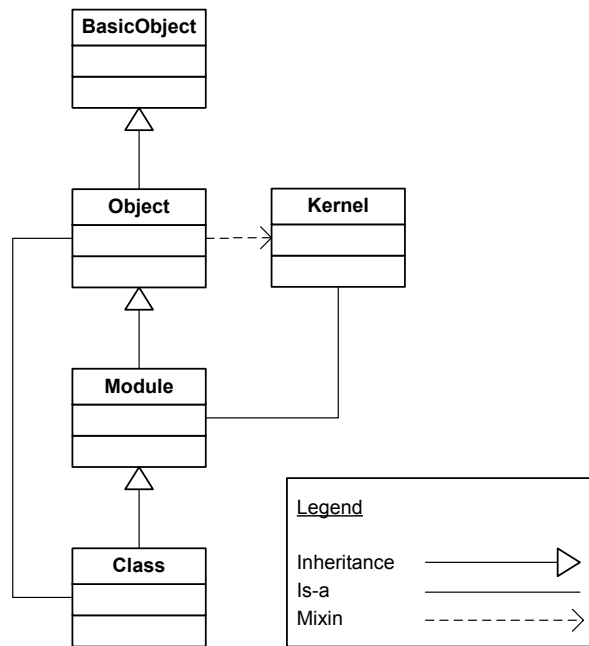 BasicObject
Object
Kernel
Module
Class
Legend
Inheritance
Is-a
Mixin